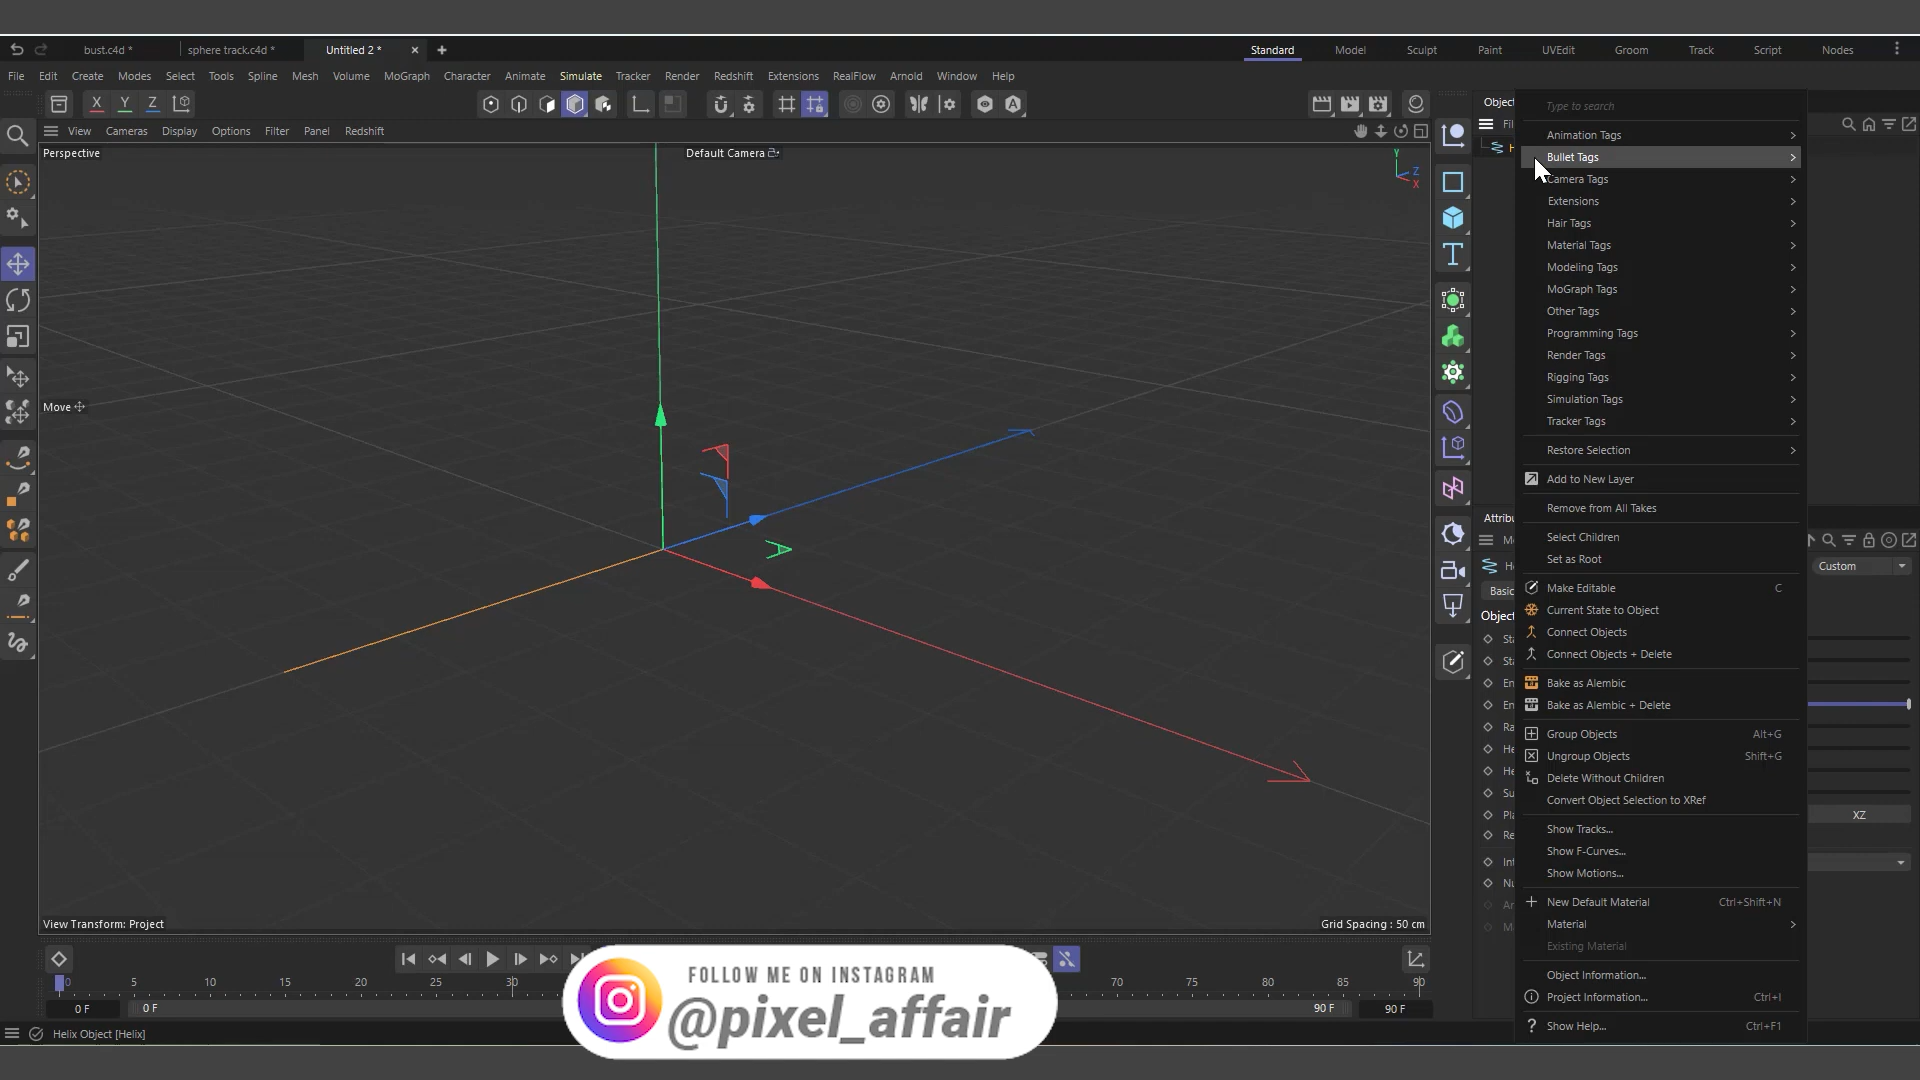 bust.c4d *
sphere track.c4d *
Untitled 2 *
Standard
Model
Sculpt
Paint
UVEdit
Groom
Track
Script
Nodes
File
Edit
Create
Modes
Select
Tools
Spline
Mesh
Volume
MoGraph
Character
Animate
Simulate
Tracker
Render
Redshift
Extensions
RealFlow
Arnold
Window
Help
X
Y
Z
View
Cameras
Display
Options
Filter
Panel
Redshift
Perspective
Default Camera
Y
Z
X
Move
View Transform: Project
Grid Spacing : 50 cm
Object
Type to search
Animation Tags
Bullet Tags
Camera Tags
Extensions
Hair Tags
Material Tags
Modeling Tags
MoGraph Tags
Other Tags
Programming Tags
Render Tags
Rigging Tags
Simulation Tags
Tracker Tags
Restore Selection
Add to New Layer
Remove from All Takes
Select Children
Set as Root
Make Editable C
Current State to Object
Connect Objects
Connect Objects + Delete
Bake as Alembic
Bake as Alembic + Delete
Group Objects Alt+G
Ungroup Objects Shift+G
Delete Without Children
Convert Object Selection to XRef
Show Tracks...
Show F-Curves...
Show Motions...
New Default Material Ctrl+Shift+N
Material
Existing Material
Object Information...
Project Information... Ctrl+I
Show Help... Ctrl+F1
Custom
Basic
Object
XZ
0 5 10 15 20 25 30 70 75 80 85 90
0 F
0 F
90 F
90 F
FOLLOW ME ON INSTAGRAM
@pixel_affair
Helix Object [Helix]